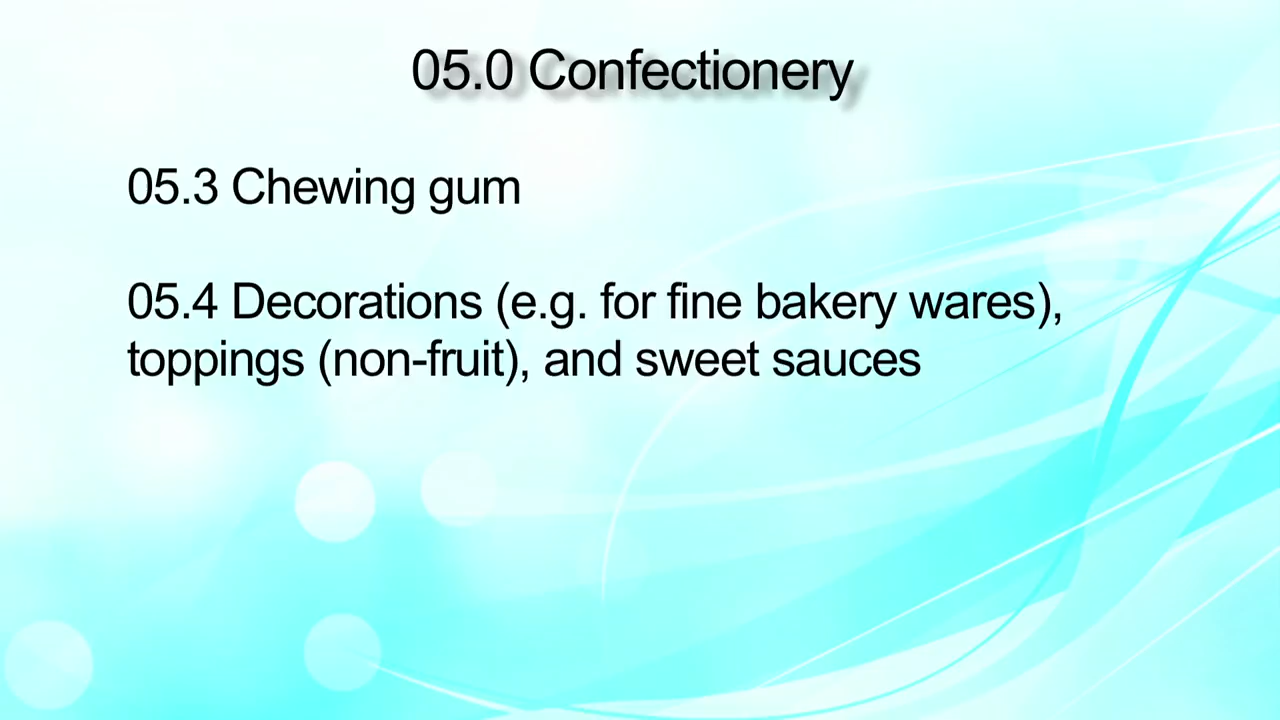 05.0 Confectionery
05.3 Chewing gum
05.4 Decorations (e.g. for fine bakery wares),
toppings (non-fruit), and sweet sauces